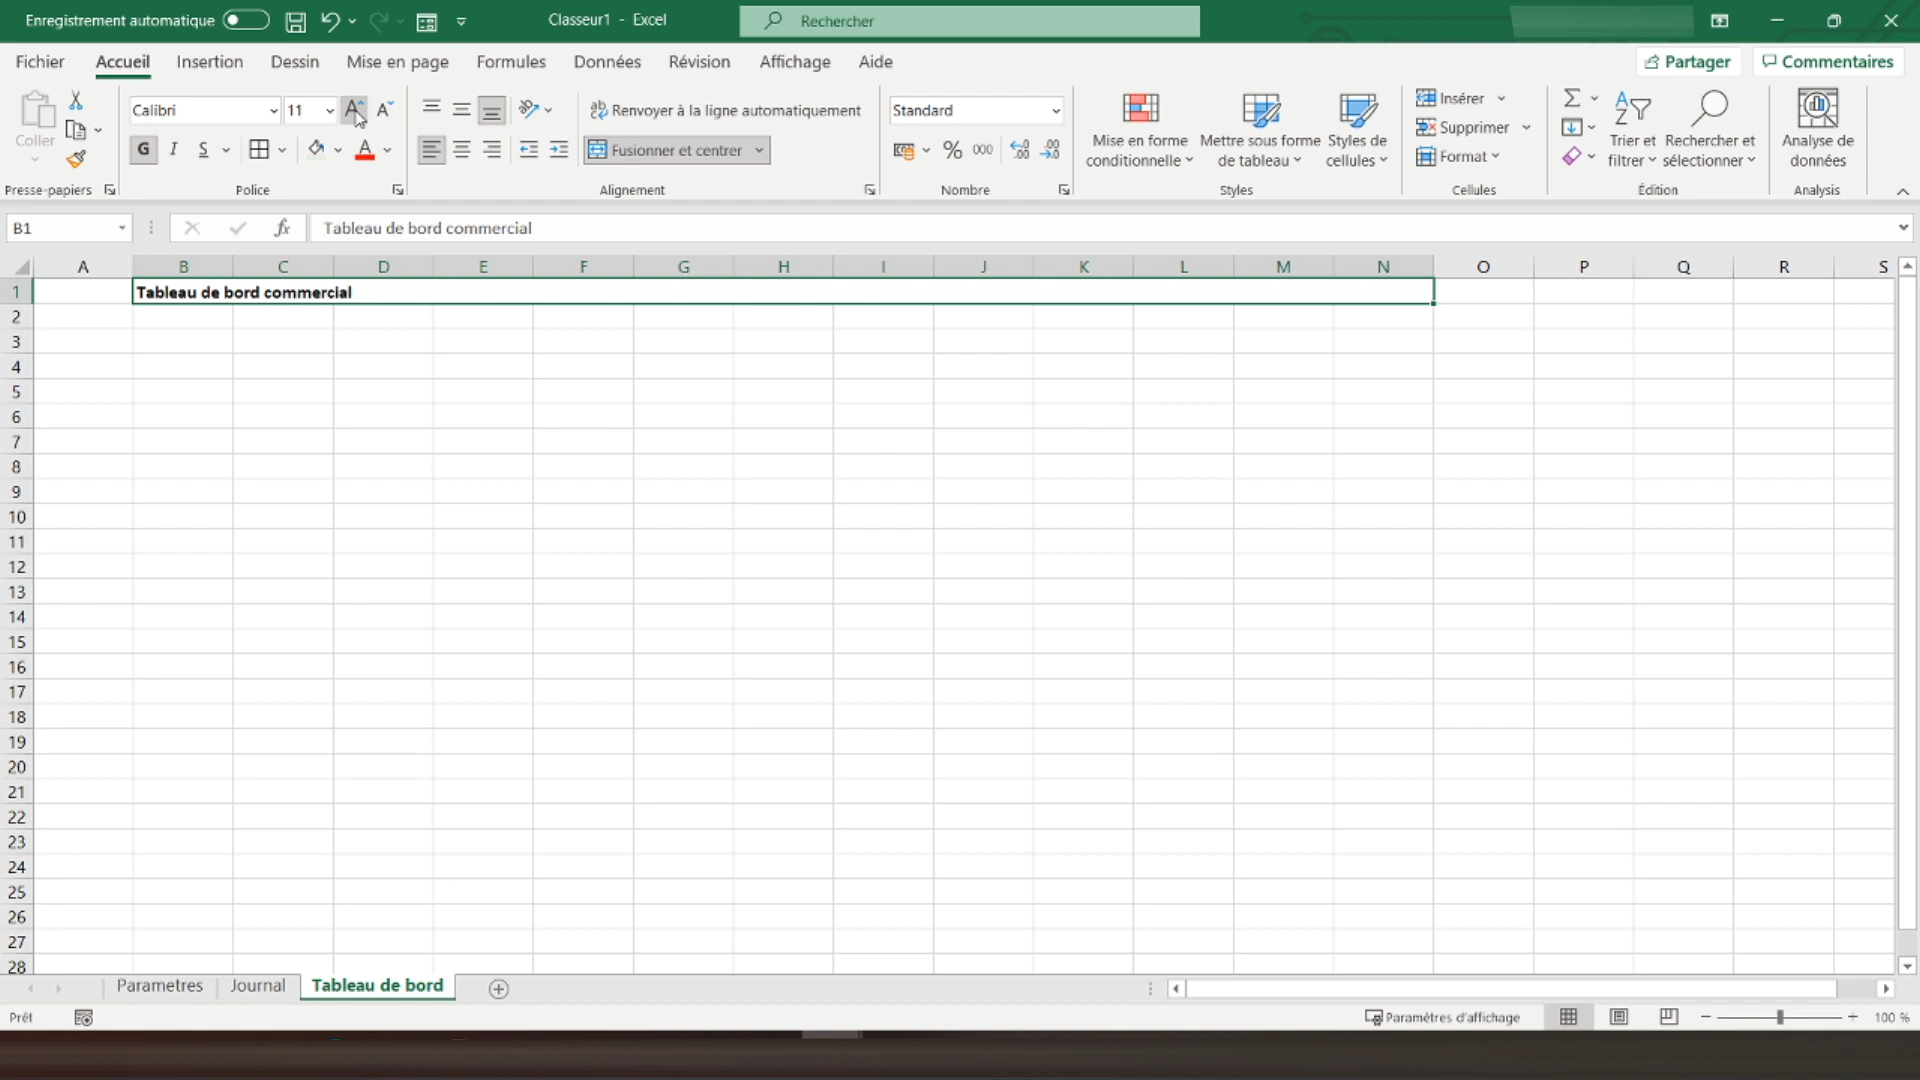 Enregistrement automatique
Classeur1 - Excel
Rechercher
Fichier Accueil Insertion Dessin Mise en page Formules Données Révision Affichage Aide
Partager
Commentaires
Coller
Presse-papiers
Calibri 11
G I S
Police
Renvoyer à la ligne automatiquement
Fusionner et centrer
Alignement
Standard
% 000
Nombre
Mise en forme conditionnelle
Mettre sous forme de tableau
Styles de cellules
Styles
Insérer
Supprimer
Format
Cellules
Trier et filtrer
Rechercher et sélectionner
Édition
Analyse de données
Analysis
B1
fx
Tableau de bord commercial
A B C D E F G H I J K L M N O P Q R S
1 Tableau de bord commercial
2
3
4
5
6
7
8
9
10
11
12
13
14
15
16
17
18
19
20
21
22
23
24
25
26
27
28
Parametres Journal Tableau de bord
Prêt
Paramètres d'affichage
100 %